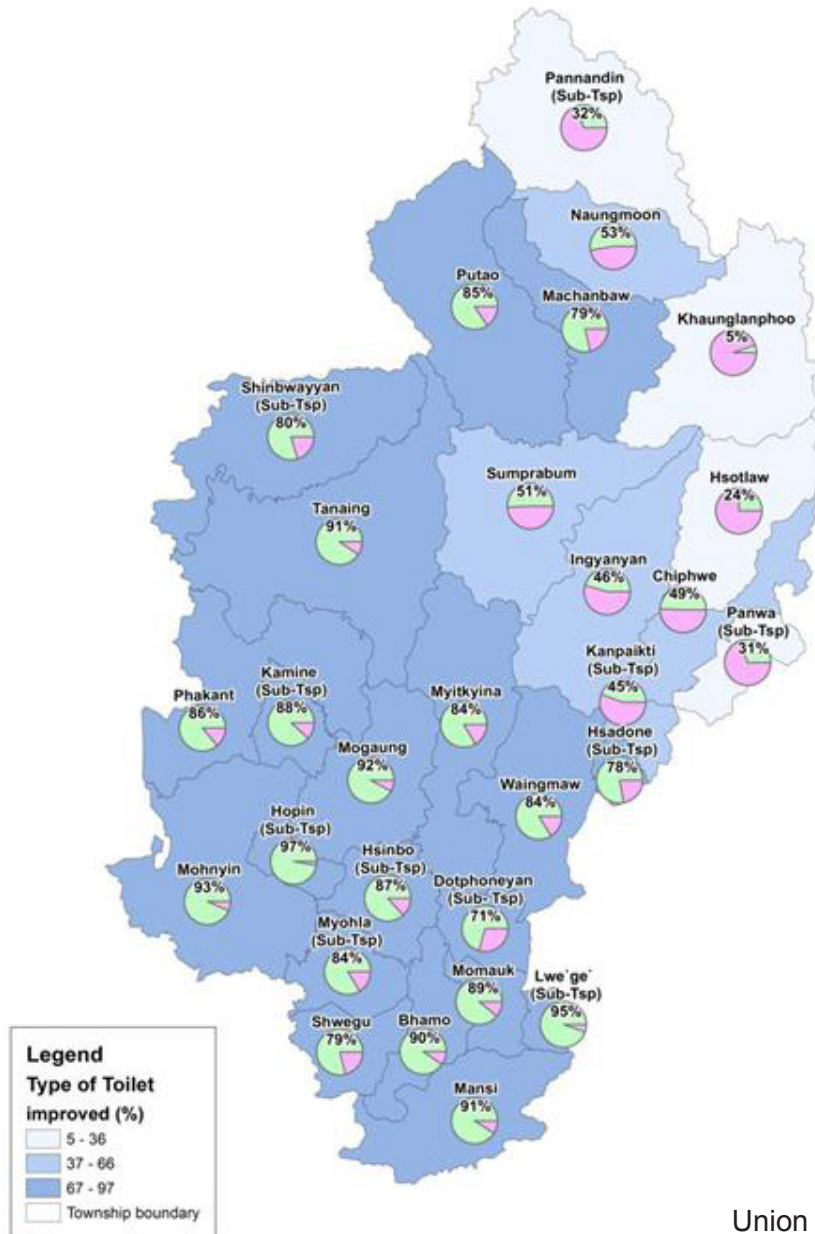 Pannandin
(Sub-Tsp)
32%
Naungmoon
53%
Putao
85%
Machanbaw
79%
Khaunglanphoo
5%
Shinbwayyan
(Sub-Tsp)
80%
Sumprabum
51%
Hsotlaw
24%
Tanaing
91%
Ingyanyan
46%
Chiphwe
49%
Panwa
(Sub-Tsp)
31%
Kanpaikti
(Sub-Tsp)
45%
Phakant
86%
Kamine
(Sub-Tsp)
88%
Myitkyina
84%
Hsadone
(Sub-Tsp)
78%
Mogaung
92%
Waingmaw
84%
Hopin
(Sub-Tsp)
97%
Mohnyin
93%
Hsinbo
(Sub-Tsp)
87%
Dotphoneyan
(Sub- Tsp)
71%
Myohla
(Sub-Tsp)
84%
Momauk
89%
Lwe`ge`
(Sub-Tsp)
95%
Shwegu
79%
Bhamo
90%
Mansi
91%
Legend
Type of Toilet
improved (%)
5 - 36
37 - 66
67 - 97
Township boundary
Union